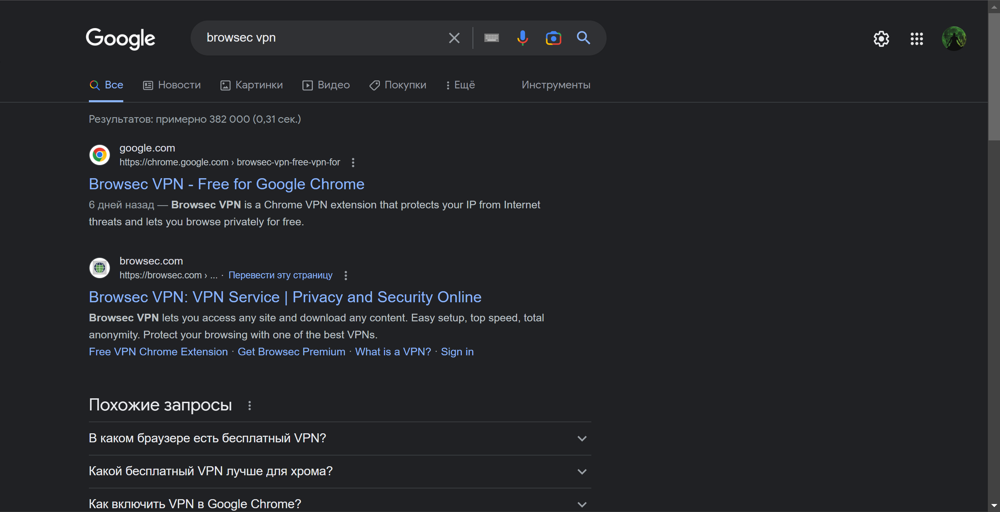 Google
browsec vpn
Все Новости Картинки Видео Покупки Ещё Инструменты
Результатов: примерно 382 000 (0,31 сек.)
google.com
https://chrome.google.com › browsec-vpn-free-vpn-for
Browsec VPN - Free for Google Chrome
6 дней назад — Browsec VPN is a Chrome VPN extension that protects your IP from Internet
threats and lets you browse privately for free.
browsec.com
https://browsec.com › ... · Перевести эту страницу
Browsec VPN: VPN Service | Privacy and Security Online
Browsec VPN lets you access any site and download any content. Easy setup, top speed, total
anonymity. Protect your browsing with one of the best VPNs.
Free VPN Chrome Extension · Get Browsec Premium · What is a VPN? · Sign in
Похожие запросы
В каком браузере есть бесплатный VPN?
Какой бесплатный VPN лучше для хрома?
Как включить VPN в Google Chrome?